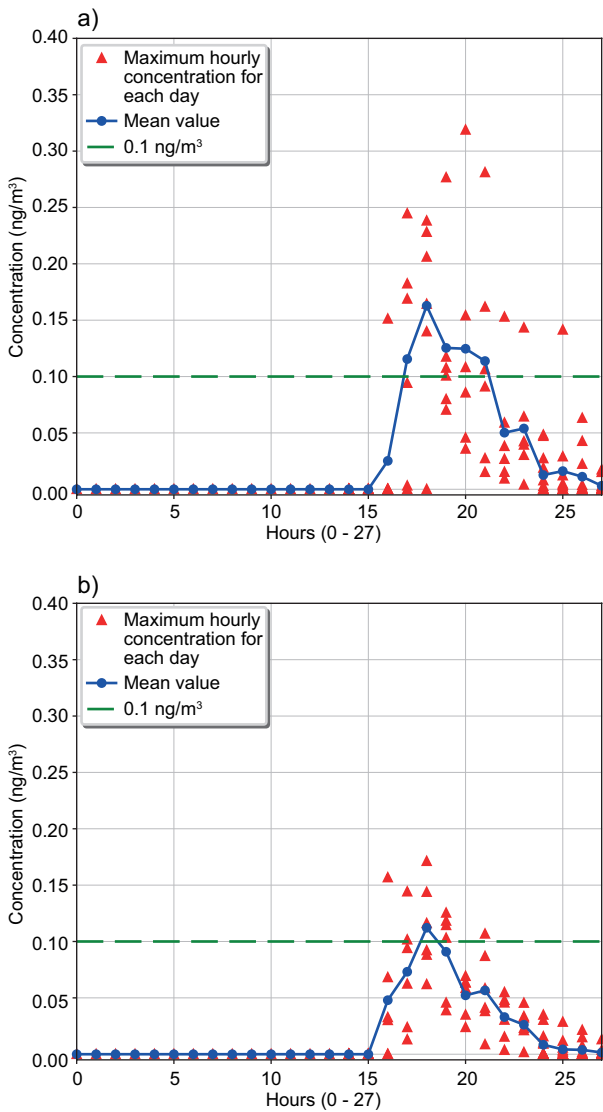 a)
0.40
0.35
0.30
0.25
0.20
0.15
0.10
0.05
0.00
Concentration (ng/m³)
Maximum hourly
concentration for
each day
Mean value
0.1 ng/m³
0 5 10 15 20 25
Hours (0 - 27)
b)
0.40
0.35
0.30
0.25
0.20
0.15
0.10
0.05
0.00
Concentration (ng/m³)
Maximum hourly
concentration for
each day
Mean value
0.1 ng/m³
0 5 10 15 20 25
Hours (0 - 27)